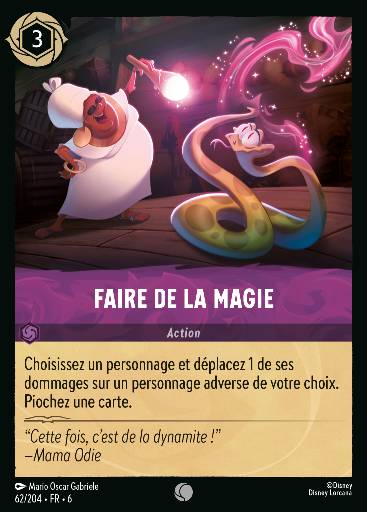 3
FAIRE DE LA MAGIE
Action
Choisissez un personnage et déplacez 1 de ses
dommages sur un personnage adverse de votre choix.
Piochez une carte.
“Cette fois, c’est de la dynamite !”
–Mama Odie
Mario Oscar Gabriele
©Disney
62/204 • FR • 6
Disney Lorcana